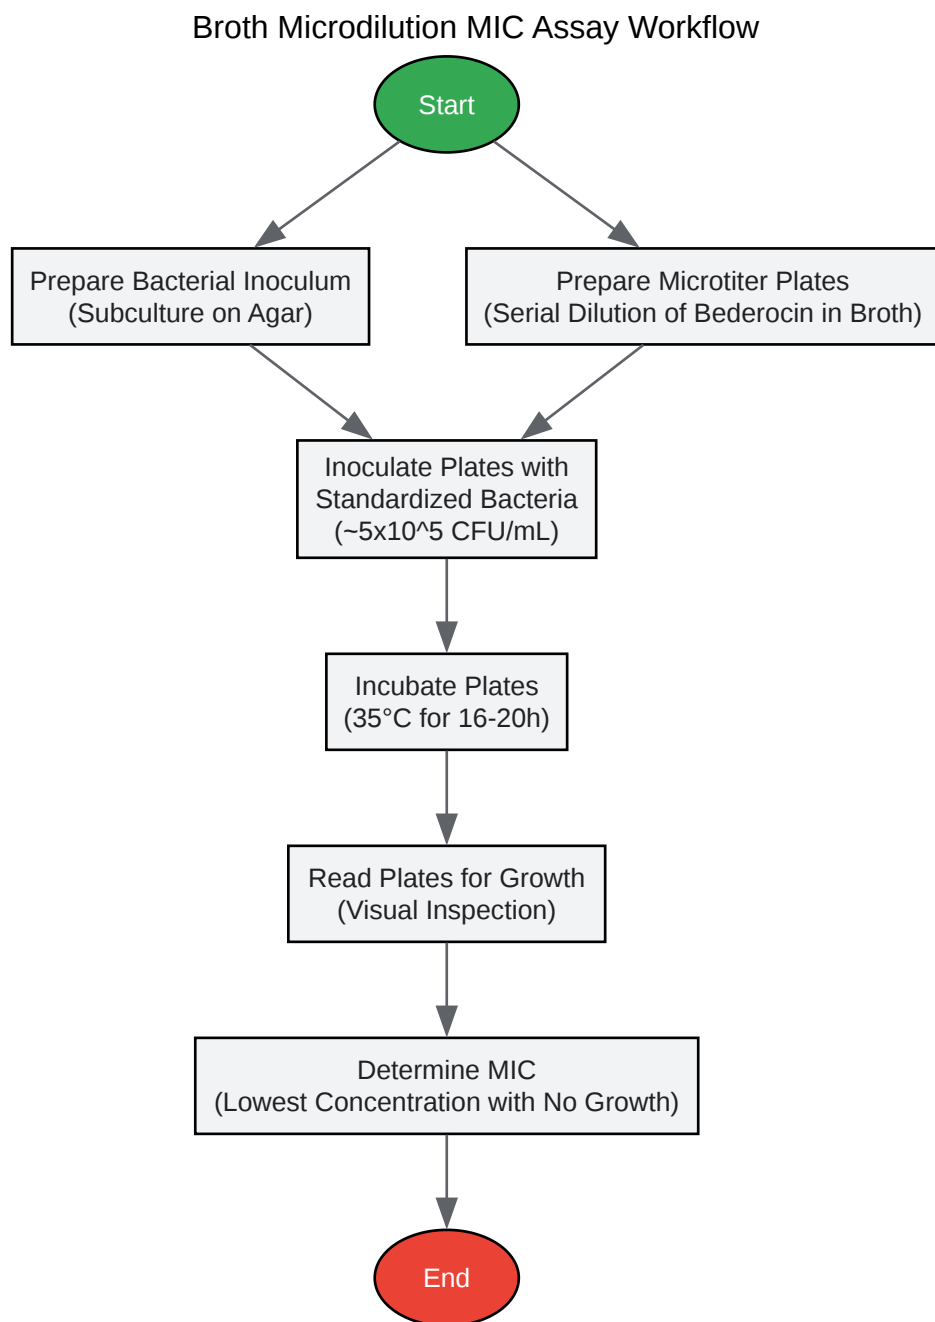 Broth Microdilution MIC Assay Workflow
Start
Prepare Bacterial Inoculum
(Subculture on Agar)
Prepare Microtiter Plates
(Serial Dilution of Bederocin in Broth)
Inoculate Plates with
Standardized Bacteria
(~5x10^5 CFU/mL)
Incubate Plates
(35°C for 16-20h)
Read Plates for Growth
(Visual Inspection)
Determine MIC
(Lowest Concentration with No Growth)
End